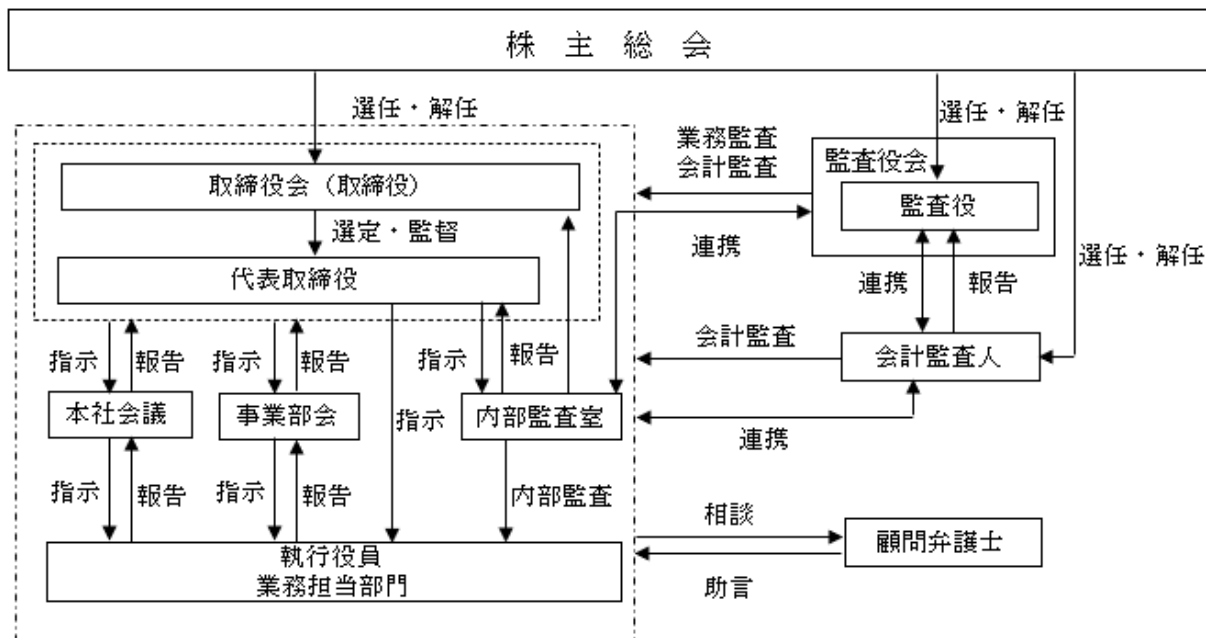 株主総会
選任・解任
選任・解任
業務監査
会計監査
監査役会
取締役会（取締役）
監査役
選定・監督
連携
選任・解任
代表取締役
連携
報告
指示
報告
指示
報告
指示
報告
会計監査
会計監査人
本社会議
事業部会
指示
内部監査室
連携
指示
報告
指示
報告
内部監査
相談
顧問弁護士
執行役員
業務担当部門
助言